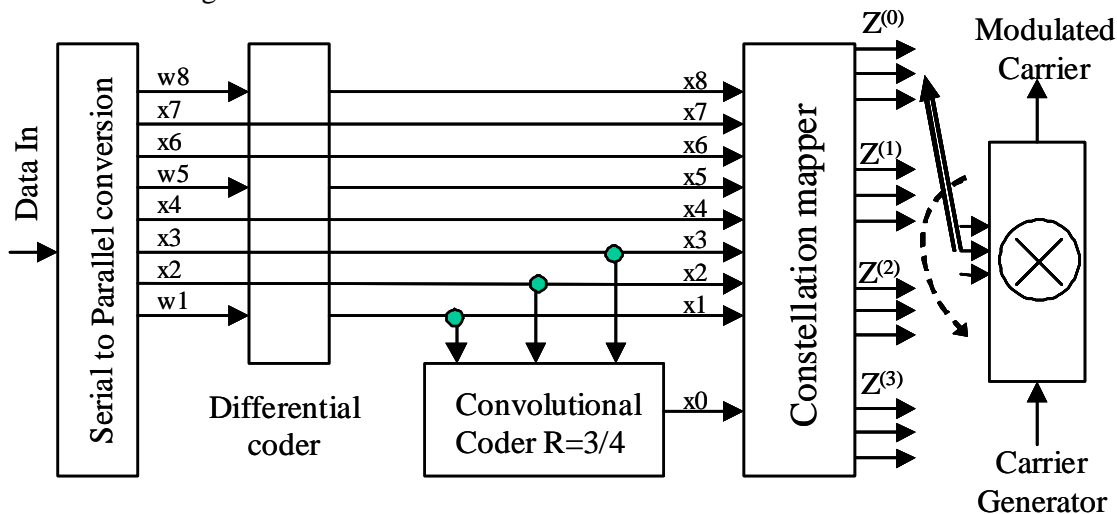 Z(0)
Modulated
Carrier
Data In
Serial to Parallel conversion
w8
x7
x6
w5
x4
x3
x2
w1
Differential
coder
Convolutional
Coder R=3/4
x8
x7
x6
x5
x4
x3
x2
x1
x0
Constellation mapper
Z(1)
Z(2)
Z(3)
Carrier
Generator